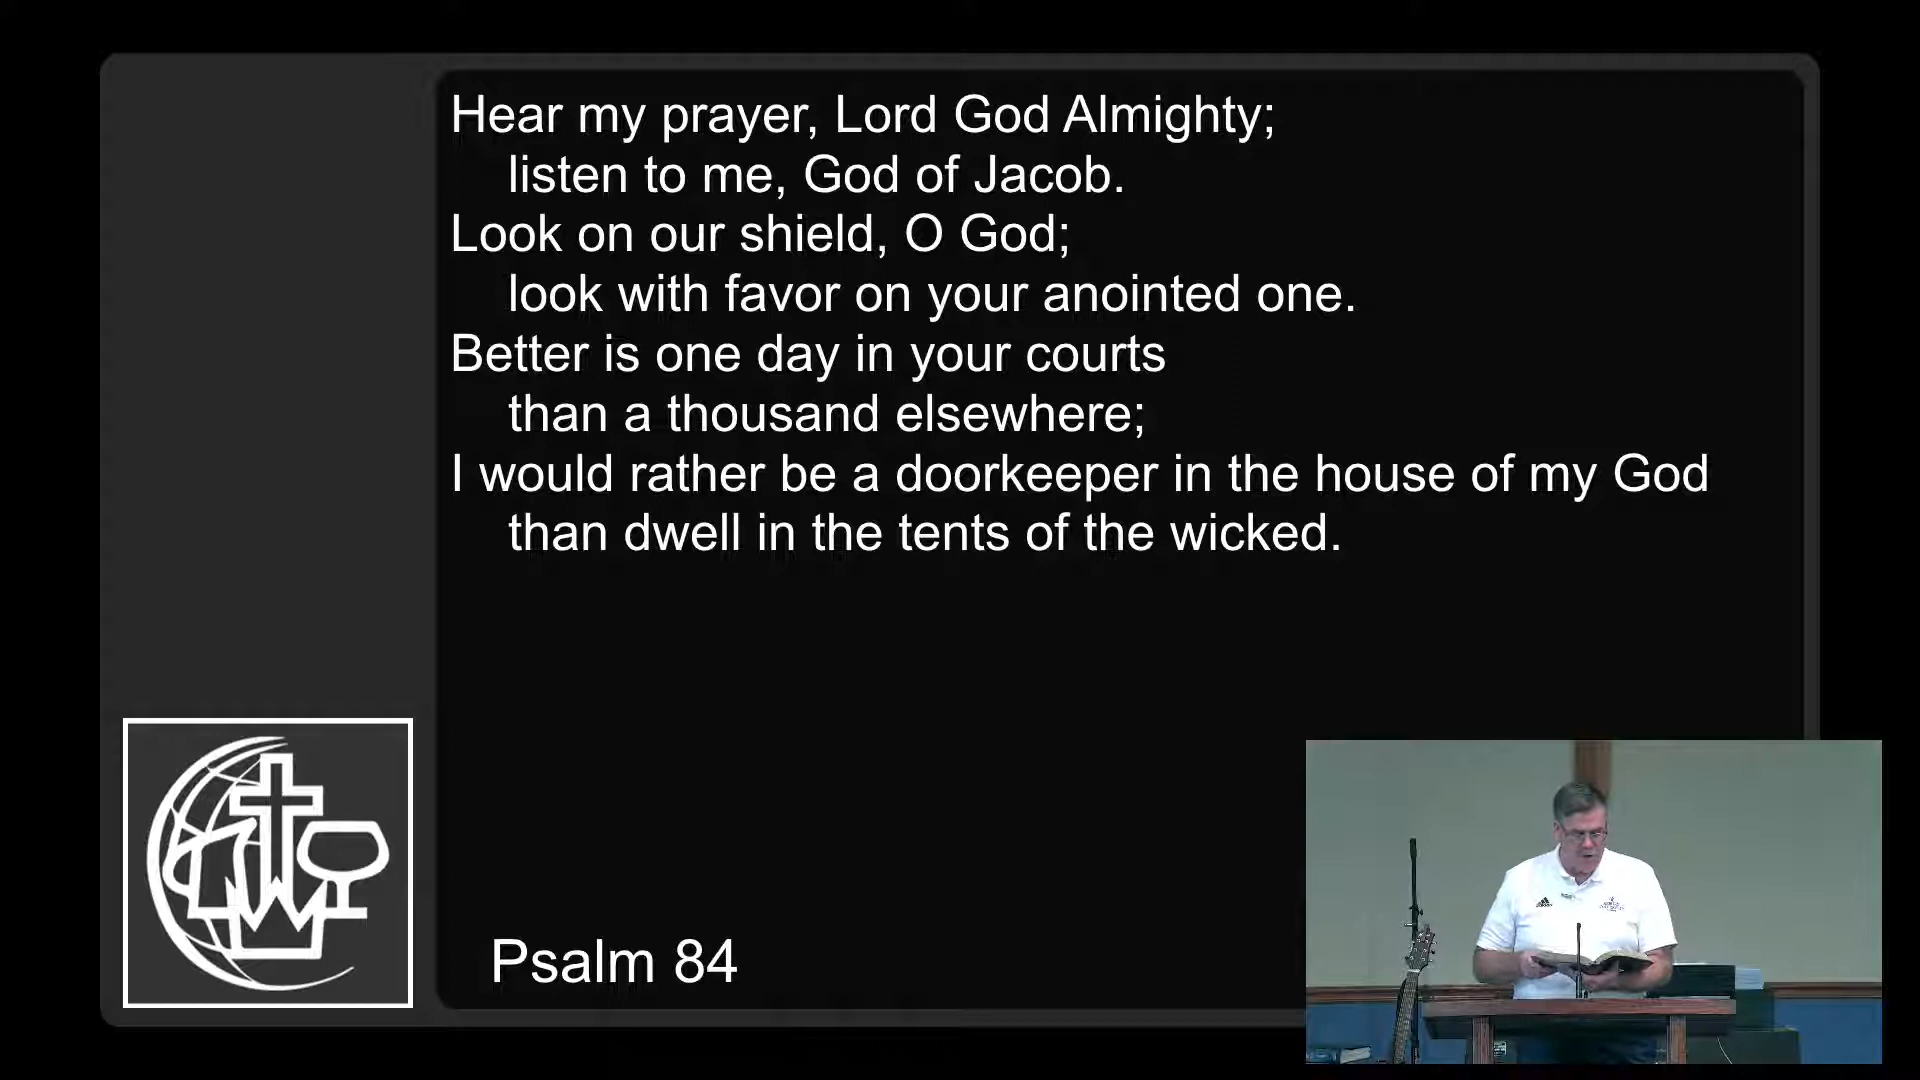 Hear my prayer, Lord God Almighty;
listen to me, God of Jacob.
Look on our shield, O God;
look with favor on your anointed one.
Better is one day in your courts
than a thousand elsewhere;
I would rather be a doorkeeper in the house of my God
than dwell in the tents of the wicked.
Psalm 84